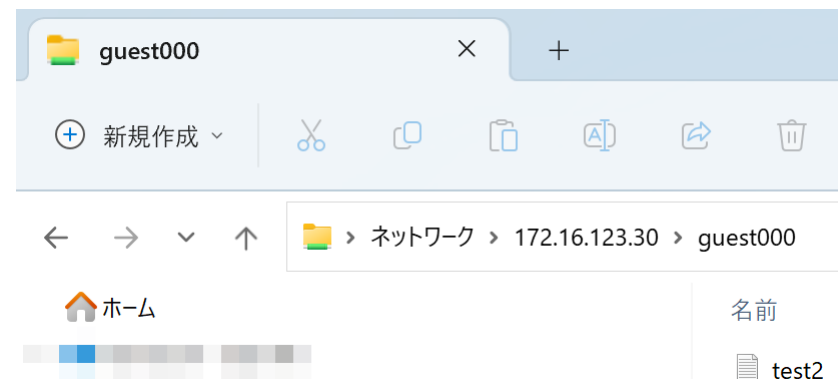 guest000
新規作成
ネットワーク > 172.16.123.30 > guest000
ホーム
名前
test2